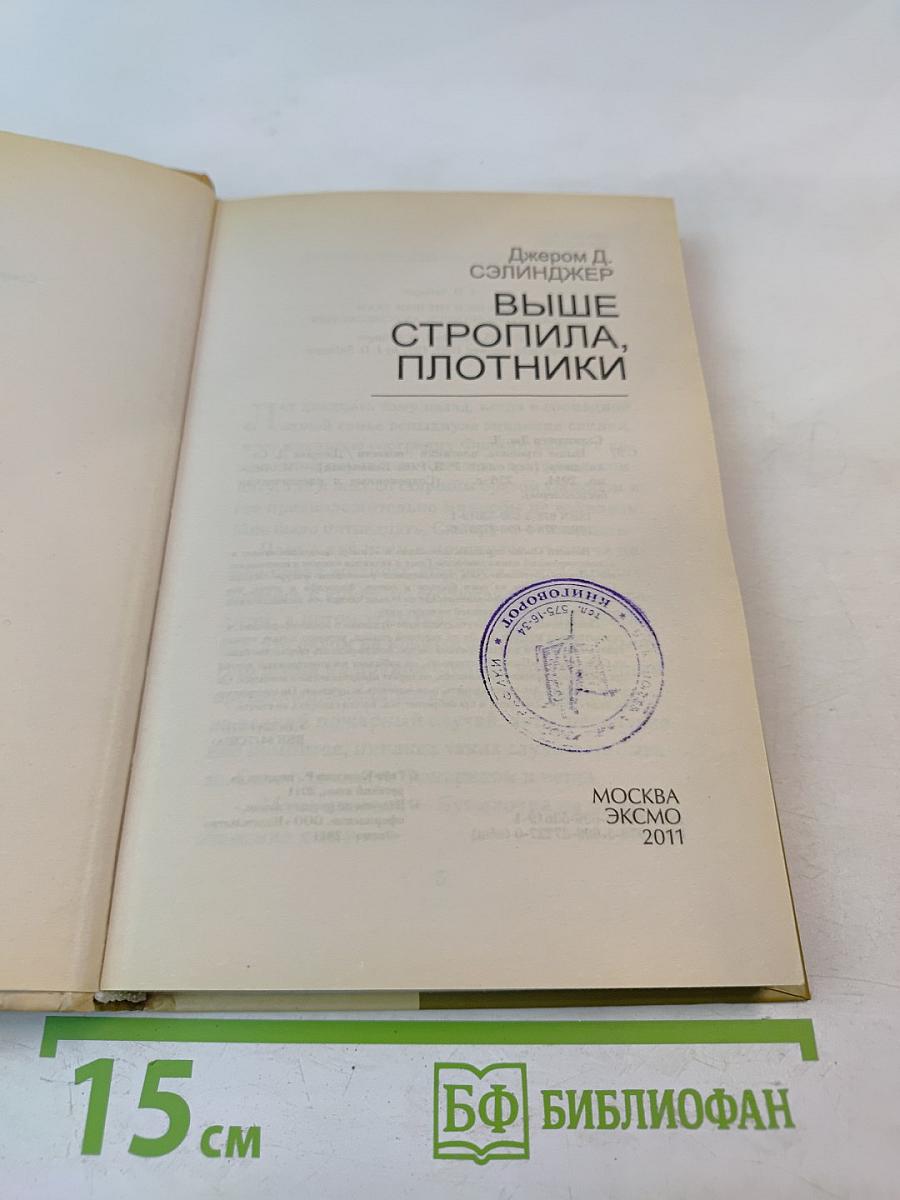 Джером Д.
СЭЛИНДЖЕР
ВЫШЕ
СТРОПИЛА,
ПЛОТНИКИ
* КНИГОВОРОТ *
тел. 575-16-34
МОСКВА
ЭКСМО
2011
15 см
БФ БИБЛИОФАН